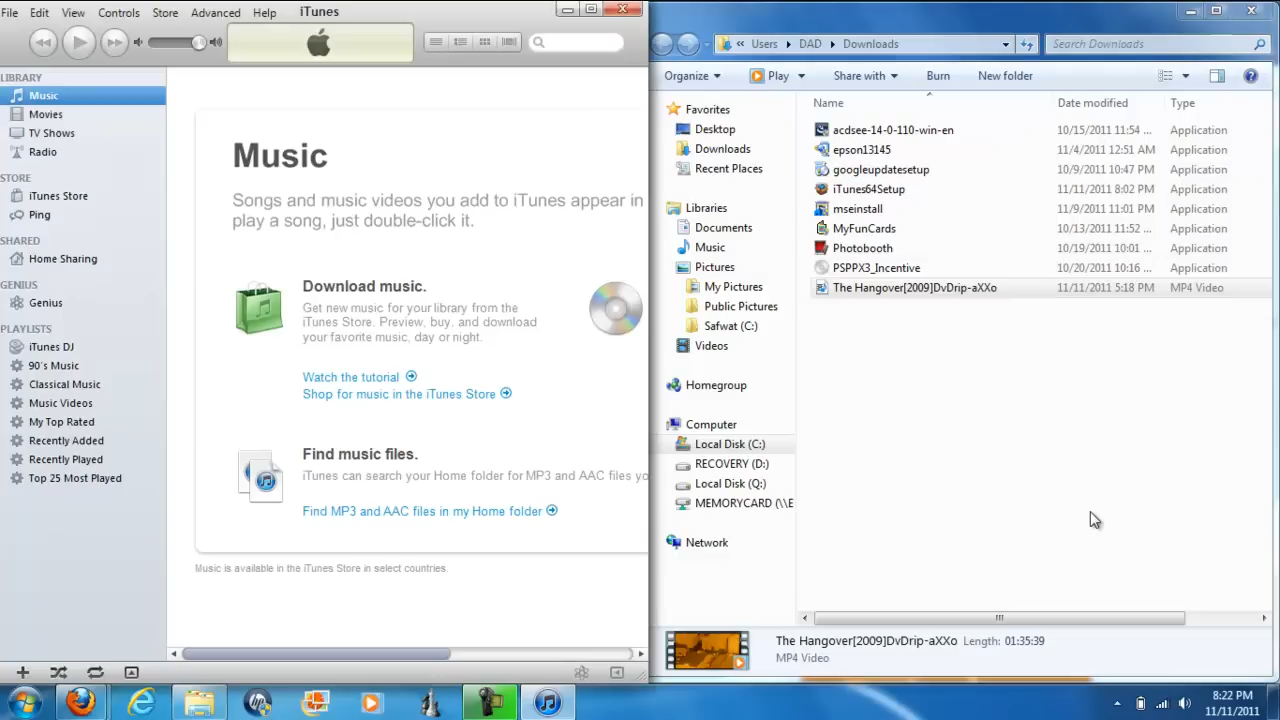 File View Controls Store Advanced Help iTunes
LIBRARY
Music
Movies
TV Shows
Radio
STORE
iTunes Store
Ping
SHARED
Home Sharing
GENIUS
Genius
PLAYLISTS
iTunes DJ
90's Music
Classical Music
Music Videos
My Top Rated
Recently Added
Recently Played
Top 25 Most Played
Music
Songs and music videos you add to iTunes appear in
play a song, just double-click it.
Download music.
Get new music for your library from the
iTunes Store. Preview, buy, and download
your favorite music, day or night.
Watch the tutorial
Shop for music in the iTunes Store
Find music files.
iTunes can search your Home folder for MP3 and AAC files yo
Find MP3 and AAC files in my Home folder
Music is available in the iTunes Store in select countries.
« Users DAD Downloads
Search Downloads
Organize Play Share with Burn New folder
Favorites
Desktop
Downloads
Recent Places
Libraries
Documents
Music
Pictures
My Pictures
Public Pictures
Safwat (C:)
Videos
Homegroup
Computer
Local Disk (C:)
RECOVERY (D:)
Local Disk (Q:)
MEMORYCARD (\\E
Network
Name Date modified Type
acdsee-14-0-110-win-en 10/15/2011 11:54 ... Application
epson13145 11/4/2011 12:51 AM Application
googleupdatesetup 10/9/2011 10:47 PM Application
iTunes64Setup 11/11/2011 8:02 PM Application
mseinstall 11/9/2011 11:01 PM Application
MyFunCards 10/13/2011 11:52 ... Application
Photobooth 10/19/2011 10:01 ... Application
PSPPX3_Incentive 10/20/2011 10:16 ... Application
The Hangover[2009]DvDrip-aXXo 11/11/2011 5:18 PM MP4 Video
The Hangover[2009]DvDrip-aXXo Length: 01:35:39
MP4 Video
8:22 PM
11/11/2011